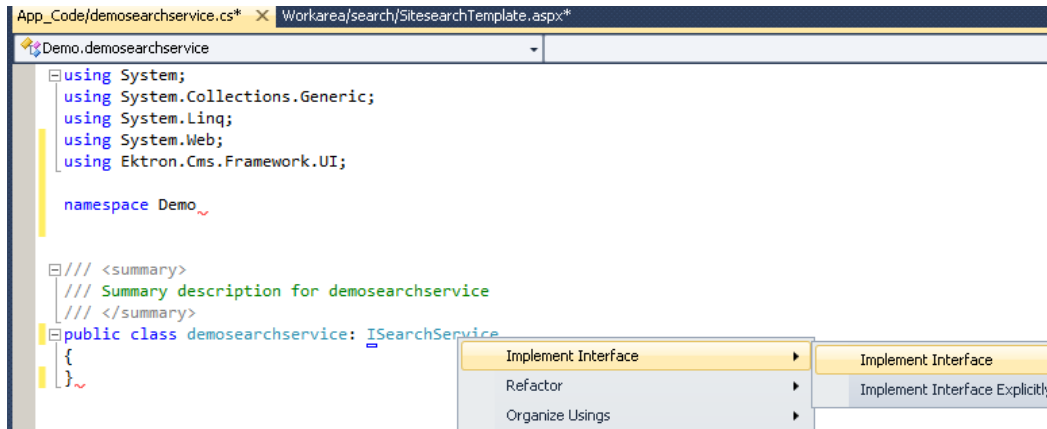 App_Code/demosearchservice.cs* Workarea/search/SitesearchTemplate.aspx*
Demo.demosearchservice
using System;
using System.Collections.Generic;
using System.Linq;
using System.Web;
using Ektron.Cms.Framework.UI;
namespace Demo
/// <summary>
/// Summary description for demosearchservice
/// </summary>
public class demosearchservice: ISearchService
{
}
Implement Interface
Refactor
Organize Usings
Implement Interface
Implement Interface Explicitly